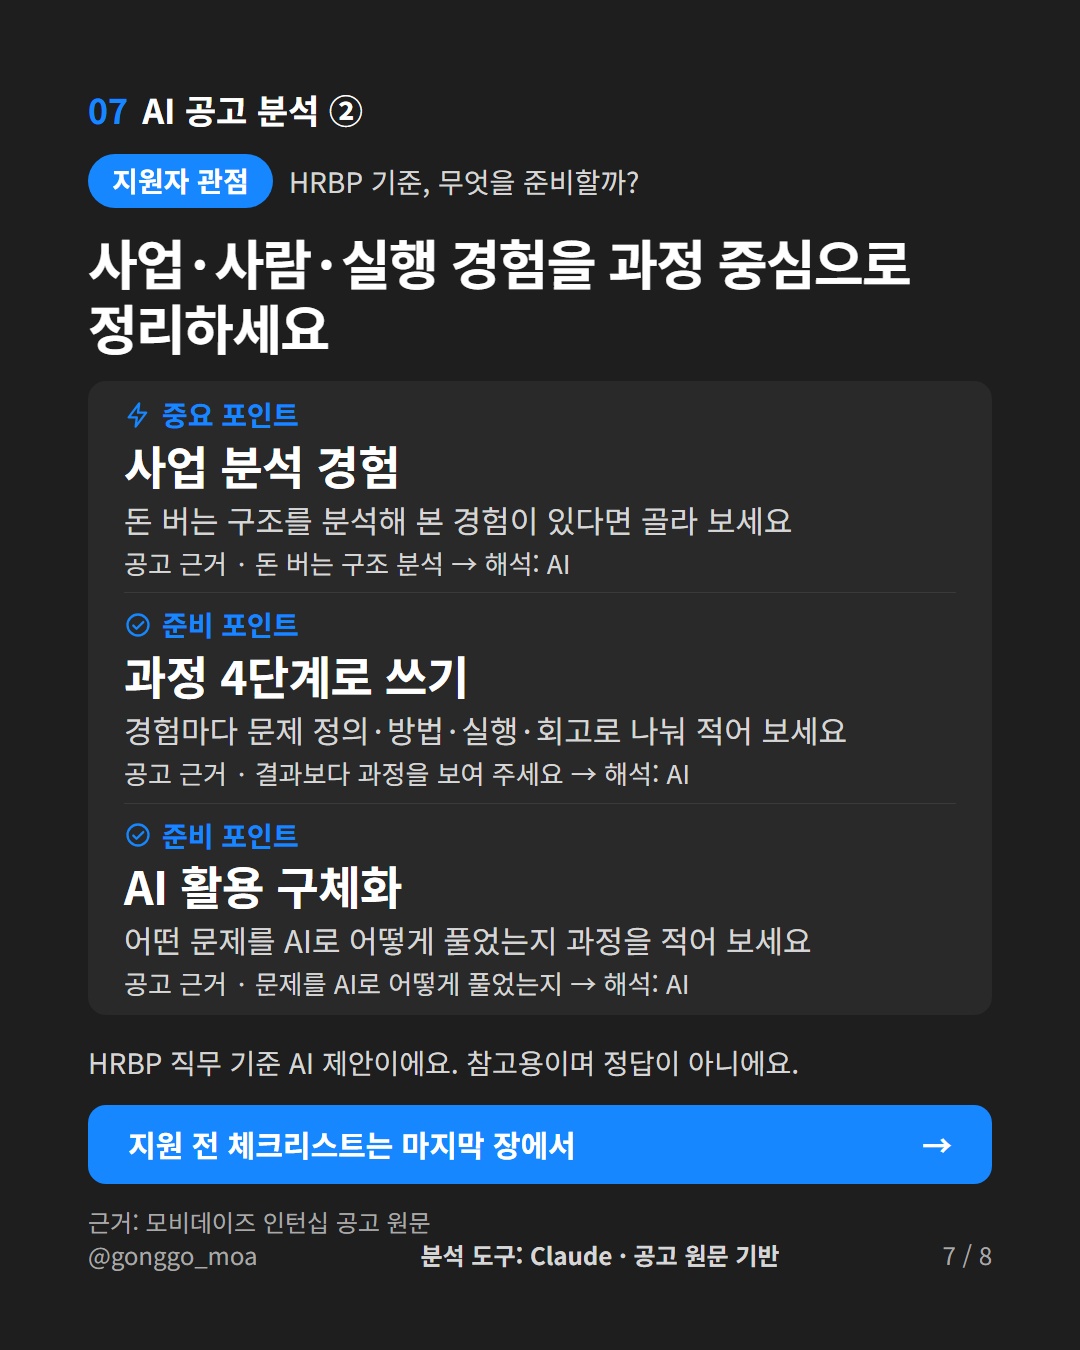 07 AI 공고 분석 ②
지원자 관점 HRBP 기준, 무엇을 준비할까?
사업·사람·실행 경험을 과정 중심으로
정리하세요
중요 포인트
사업 분석 경험
돈 버는 구조를 분석해 본 경험이 있다면 골라 보세요
공고 근거 · 돈 버는 구조 분석 → 해석: AI
준비 포인트
과정 4단계로 쓰기
경험마다 문제 정의·방법·실행·회고로 나눠 적어 보세요
공고 근거 · 결과보다 과정을 보여 주세요 → 해석: AI
준비 포인트
AI 활용 구체화
어떤 문제를 AI로 어떻게 풀었는지 과정을 적어 보세요
공고 근거 · 문제를 AI로 어떻게 풀었는지 → 해석: AI
HRBP 직무 기준 AI 제안이에요. 참고용이며 정답이 아니에요.
지원 전 체크리스트는 마지막 장에서 →
근거: 모비데이즈 인턴십 공고 원문
@gonggo_moa 분석 도구: Claude · 공고 원문 기반 7 / 8